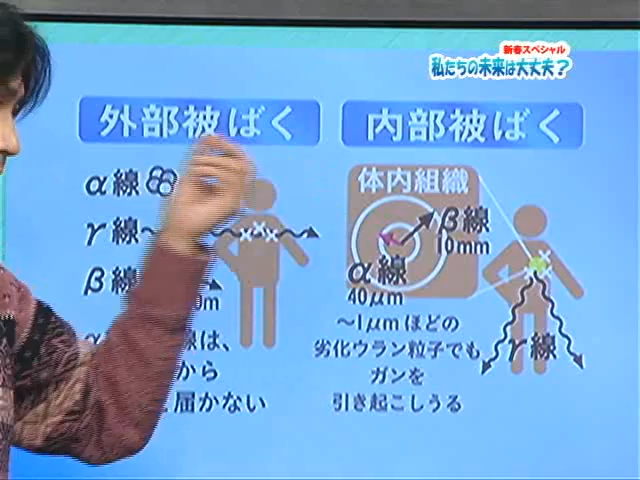 新春スペシャル
私たちの未来は大丈夫？
外部被ばく
内部被ばく
α線
γ線
β線
m
α
線は、
から
届かない
体内組織
β線
10mm
α線
40μm
～1μmほどの
劣化ウラン粒子でも
ガンを
引き起こしうる
γ線